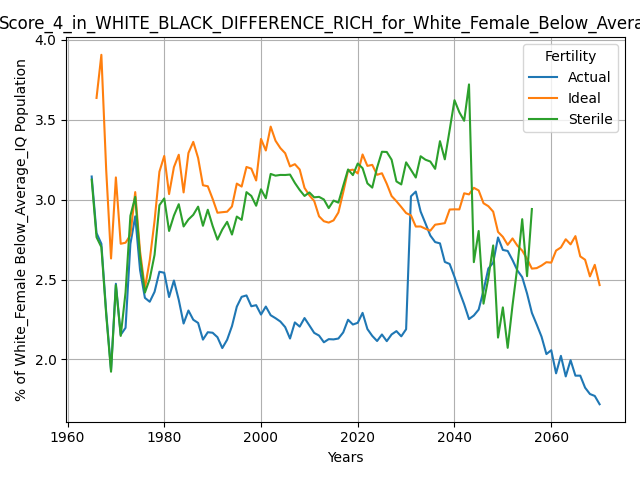 Score_4_in_WHITE_BLACK_DIFFERENCE_RICH_for_White_Female_Below_Avera
% of White_Female Below_Average_IQ Population
4.0
3.5
3.0
2.5
2.0
Fertility
Actual
Ideal
Sterile
1960 1980 2000 2020 2040 2060
Years